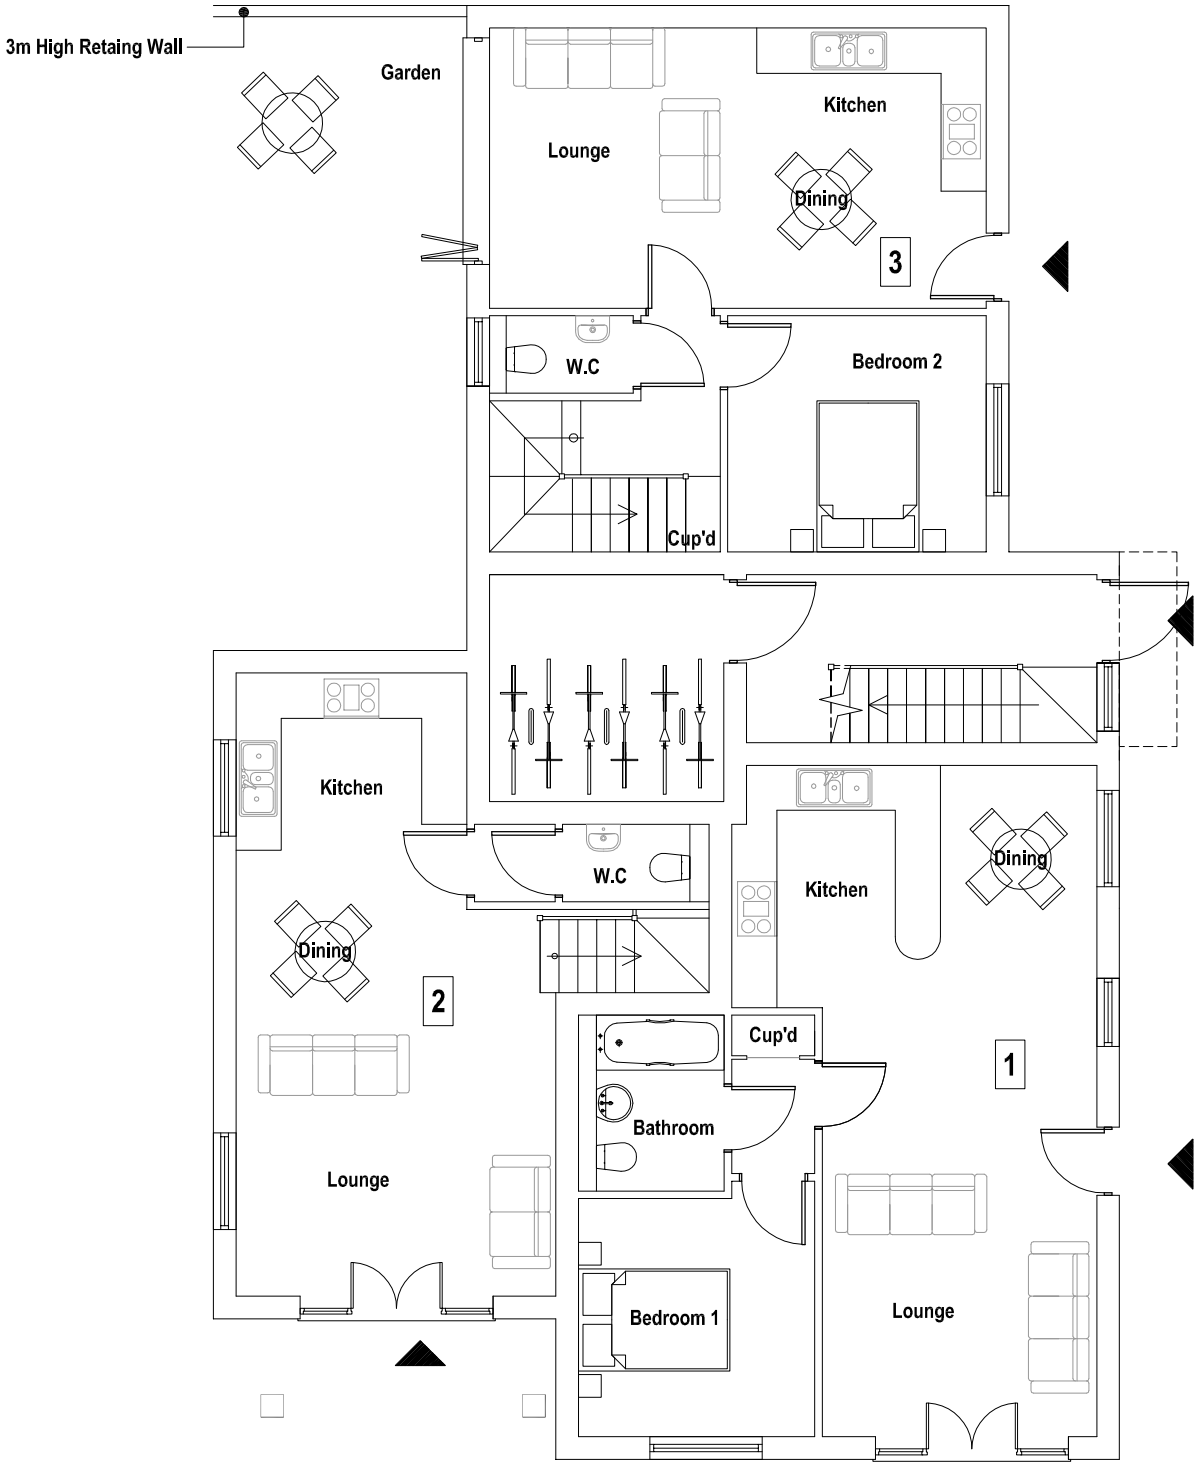 3m High Retaing Wall
Garden
Kitchen
Lounge
Dining
3
W.C
Bedroom 2
Cup'd
Kitchen
W.C
Dining
Kitchen
Dining
2
Cup'd
1
Bathroom
Lounge
Lounge
Bedroom 1